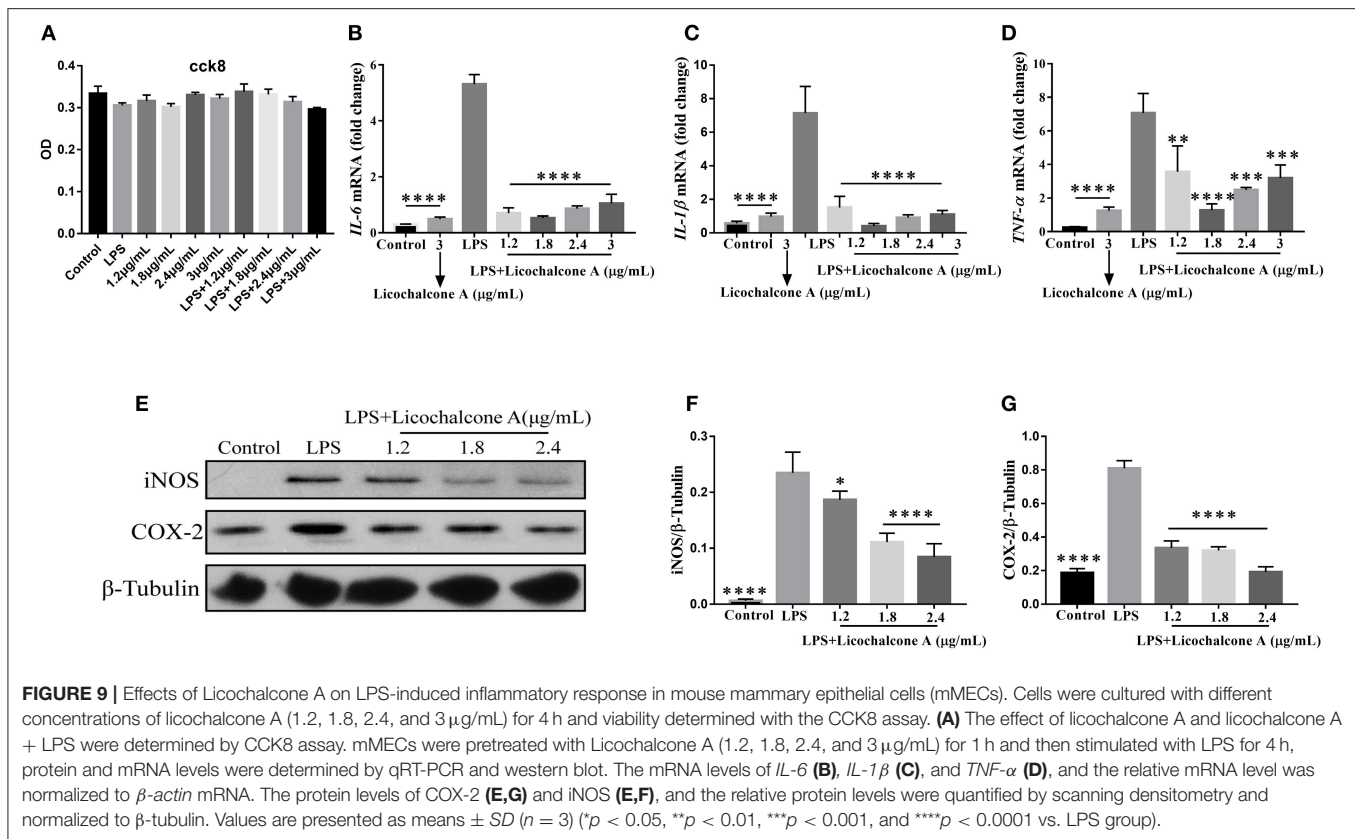 A
cck8
OD
0.4
0.3
0.2
0.1
0.0
Control
LPS
1.2μg/mL
1.8μg/mL
2.4μg/mL
3μg/mL
LPS+1.2μg/mL
LPS+1.8μg/mL
LPS+2.4μg/mL
LPS+3μg/mL
B
IL-6 mRNA (fold change)
6
4
2
0
****
****
Control 3 LPS 1.2 1.8 2.4 3
LPS+Licochalcone A (μg/mL)
Licochalcone A (μg/mL)
C
IL-1β mRNA (fold change)
10
8
6
4
2
0
****
****
Control 3 LPS 1.2 1.8 2.4 3
LPS+Licochalcone A (μg/mL)
Licochalcone A (μg/mL)
D
TNF-α mRNA (fold change)
10
8
6
4
2
0
****
**
****
***
***
Control 3 LPS 1.2 1.8 2.4 3
LPS+Licochalcone A (μg/mL)
Licochalcone A (μg/mL)
E
LPS+Licochalcone A(μg/mL)
Control LPS 1.2 1.8 2.4
iNOS
COX-2
β-Tubulin
F
iNOS/β-Tubulin
0.3
0.2
0.1
0.0
****
*
****
Control LPS 1.2 1.8 2.4
LPS+Licochalcone A (μg/mL)
G
COX-2/β-Tubulin
1.0
0.8
0.6
0.4
0.2
0.0
****
****
Control LPS 1.2 1.8 2.4
LPS+Licochalcone A (μg/mL)
FIGURE 9 | Effects of Licochalcone A on LPS-induced inflammatory response in mouse mammary epithelial cells (mMECs). Cells were cultured with different
concentrations of licochalcone A (1.2, 1.8, 2.4, and 3 μg/mL) for 4 h and viability determined with the CCK8 assay. (A) The effect of licochalcone A and licochalcone A
+ LPS were determined by CCK8 assay. mMECs were pretreated with Licochalcone A (1.2, 1.8, 2.4, and 3 μg/mL) for 1 h and then stimulated with LPS for 4 h,
protein and mRNA levels were determined by qRT-PCR and western blot. The mRNA levels of IL-6 (B), IL-1β (C), and TNF-α (D), and the relative mRNA level was
normalized to β-actin mRNA. The protein levels of COX-2 (E,G) and iNOS (E,F), and the relative protein levels were quantified by scanning densitometry and
normalized to β-tubulin. Values are presented as means ± SD (n = 3) (*p < 0.05, **p < 0.01, ***p < 0.001, and ****p < 0.0001 vs. LPS group).